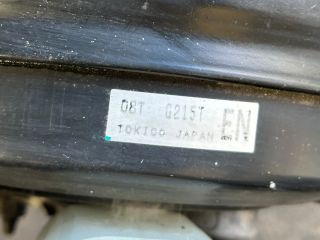 08T G215T EN
TOKICO JAPAN